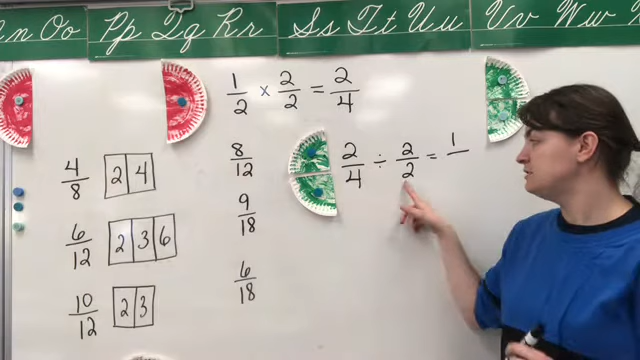 n Oo Pp Qq Rr Ss Tt Uu Vv Ww X
1/2 x 2/2 = 2/4
2/4 ÷ 2/2 = 1
4/8 2 4
6/12 2 3 6
10/12 2 3
8/12
9/18
6/18